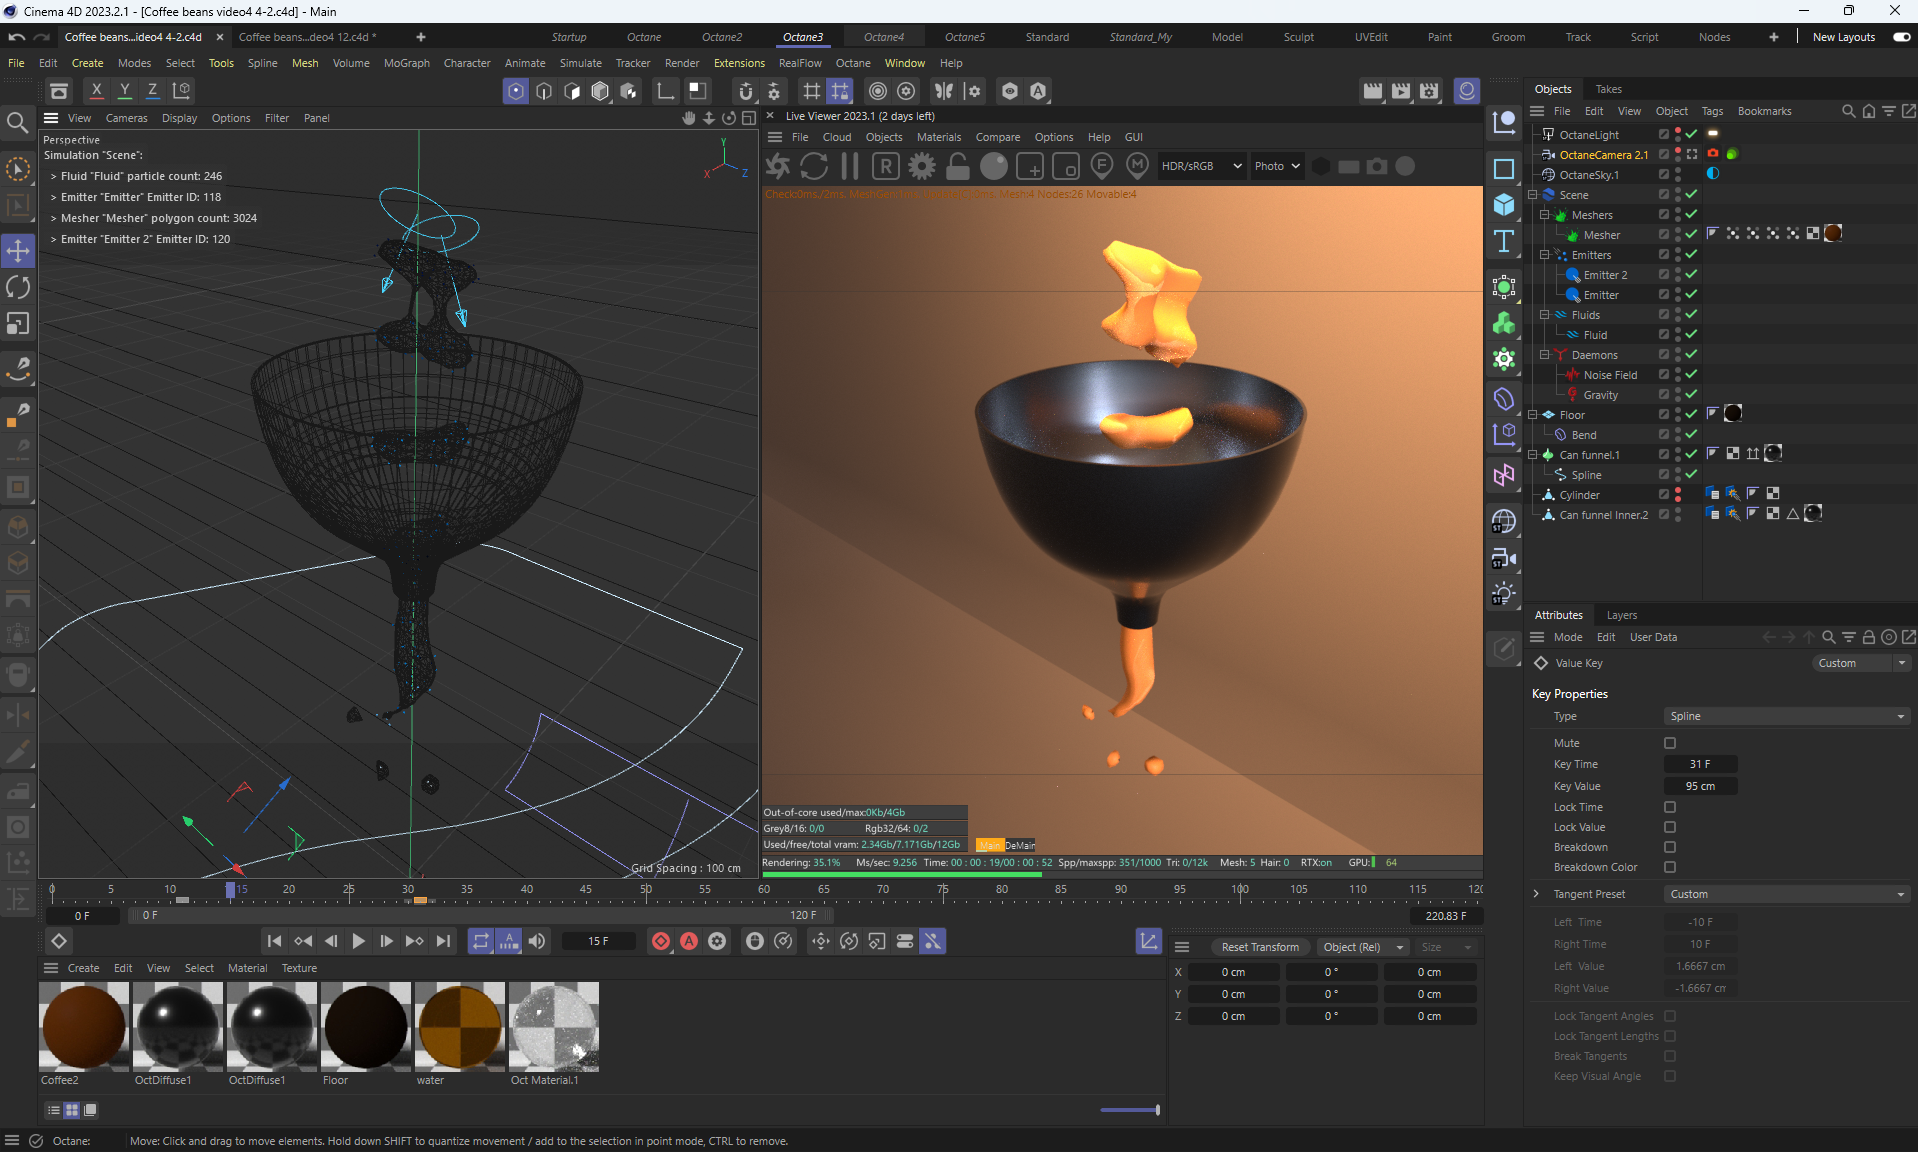 Cinema 4D 2023.2.1 - [Coffee beans video4 4-2.c4d] - Main
Coffee beans...ideo4 4-2.c4d × Coffee beans...deo4 12.c4d * +
Startup Octane Octane2 Octane3 Octane4 Octane5 Standard Standard_My Model Sculpt UVEdit Paint Groom Track Script Nodes + New Layouts
File Edit Create Modes Select Tools Spline Mesh Volume MoGraph Character Animate Simulate Tracker Render Extensions RealFlow Octane Window Help
X Y Z
View Cameras Display Options Filter Panel
Perspective
Simulation "Scene":
> Fluid "Fluid" particle count: 246
> Emitter "Emitter" Emitter ID: 118
> Mesher "Mesher" polygon count: 3024
> Emitter "Emitter 2" Emitter ID: 120
Y
X Z
Grid Spacing : 100 cm
Live Viewer 2023.1 (2 days left)
File Cloud Objects Materials Compare Options Help GUI
HDR/sRGB Photo
Out-of-core used/max:0Kb/4Gb
Grey8/16: 0/0 Rgb32/64: 0/2
Used/free/total vram: 2.34Gb/7.171Gb/12Gb Main DeMain
Rendering: 35.1% Ms/sec: 9.256 Time: 00 : 00 : 19/00 : 00 : 52 Spp/maxspp: 351/1000 Tri: 0/12k Mesh: 5 Hair: 0 RTX:on GPU: 64
0 5 10 15 20 25 30 35 40 45 50 55 60 65 70 75 80 85 90 95 100 105 110 115 120
0 F 0 F 120 F 220.83 F
15 F
Create Edit View Select Material Texture
Coffee2 OctDiffuse1 OctDiffuse1 Floor water Oct Material.1
Reset Transform Object (Rel) Size
X 0 cm 0 ° 0 cm
Y 0 cm 0 ° 0 cm
Z 0 cm 0 ° 0 cm
Objects Takes
File Edit View Object Tags Bookmarks
OctaneLight
OctaneCamera 2.1
OctaneSky.1
Scene
Meshers
Mesher
Emitters
Emitter 2
Emitter
Fluids
Fluid
Daemons
Noise Field
Gravity
Floor
Bend
Can funnel.1
Spline
Cylinder
Can funnel Inner.2
Attributes Layers
Mode Edit User Data
Value Key Custom
Key Properties
Type Spline
Mute
Key Time 31 F
Key Value 95 cm
Lock Time
Lock Value
Breakdown
Breakdown Color
Tangent Preset Custom
Left Time -10 F
Right Time 10 F
Left Value 1.6667 cm
Right Value -1.6667 cm
Lock Tangent Angles
Lock Tangent Lengths
Break Tangents
Keep Visual Angle
Octane: Move: Click and drag to move elements. Hold down SHIFT to quantize movement / add to the selection in point mode, CTRL to remove.